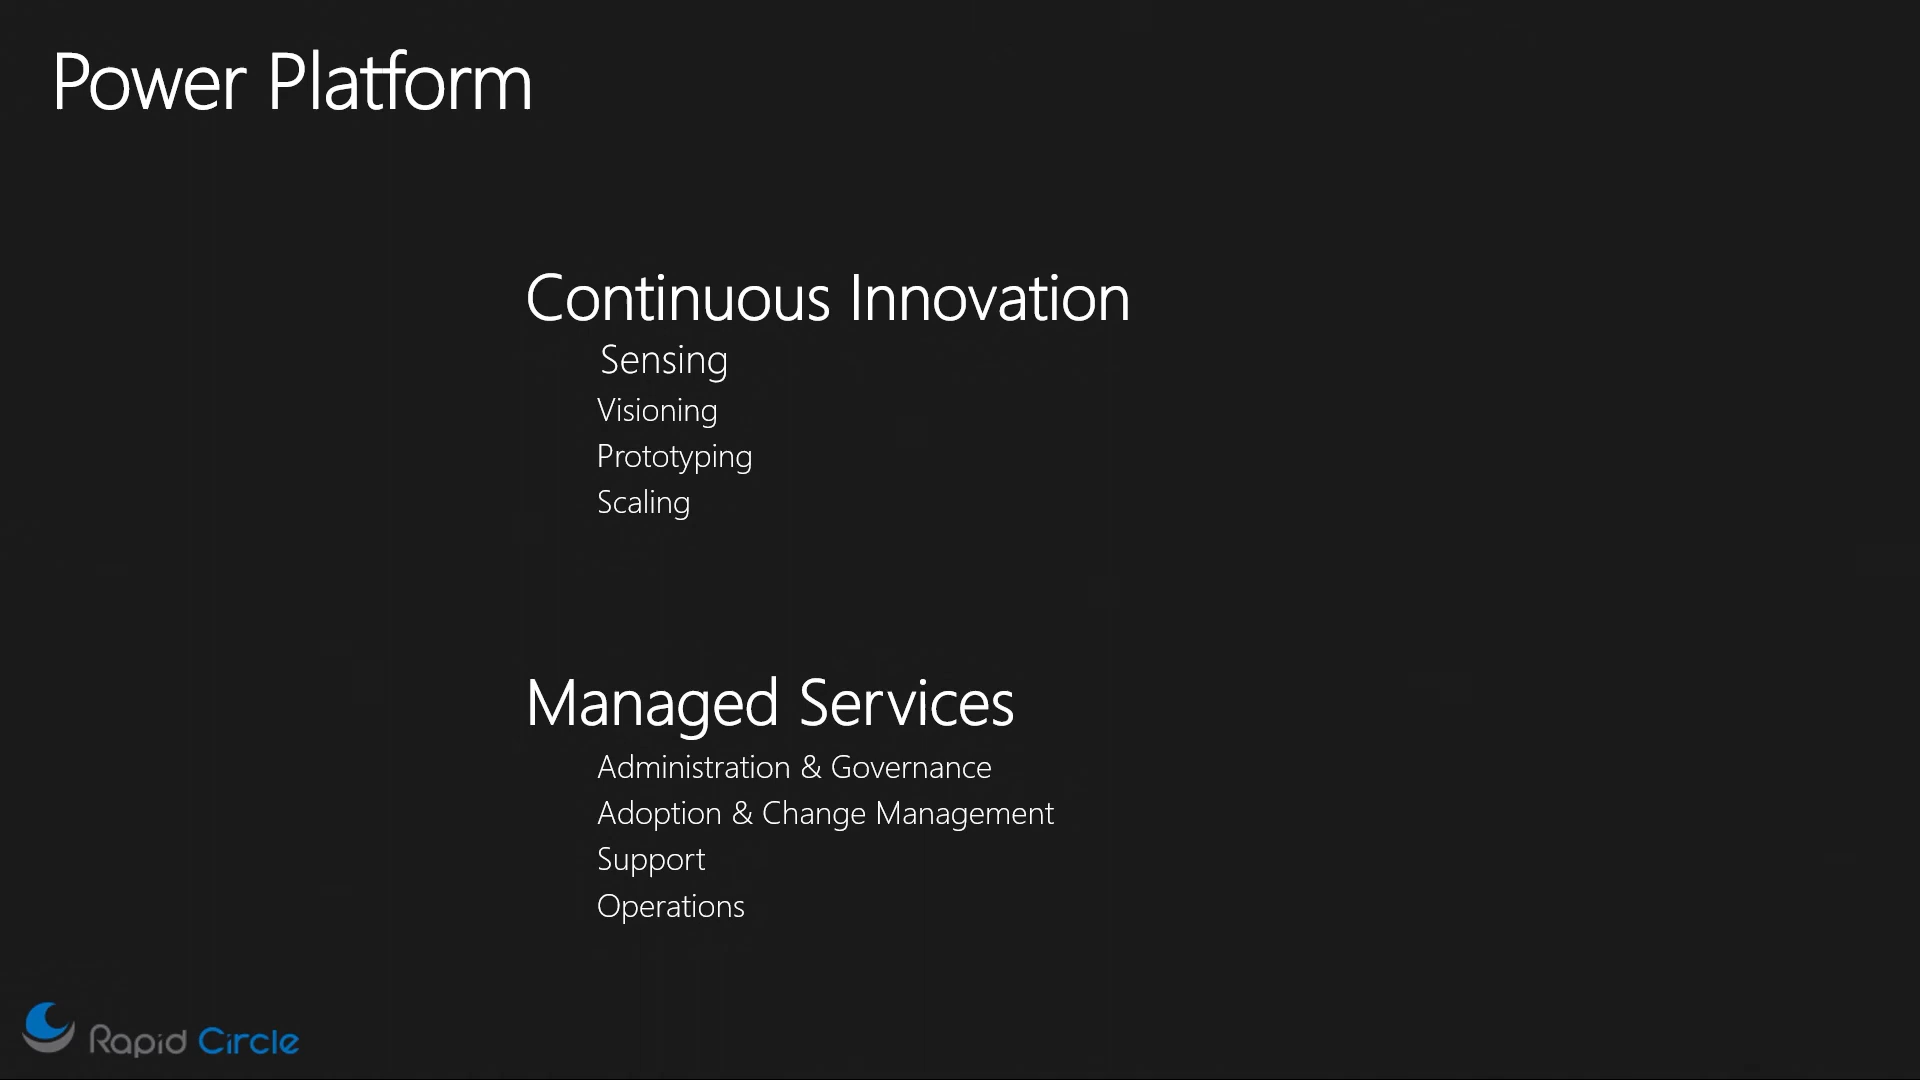 Power Platform
Continuous Innovation
Sensing
Visioning
Prototyping
Scaling
Managed Services
Administration & Governance
Adoption & Change Management
Support
Operations
Rapid Circle